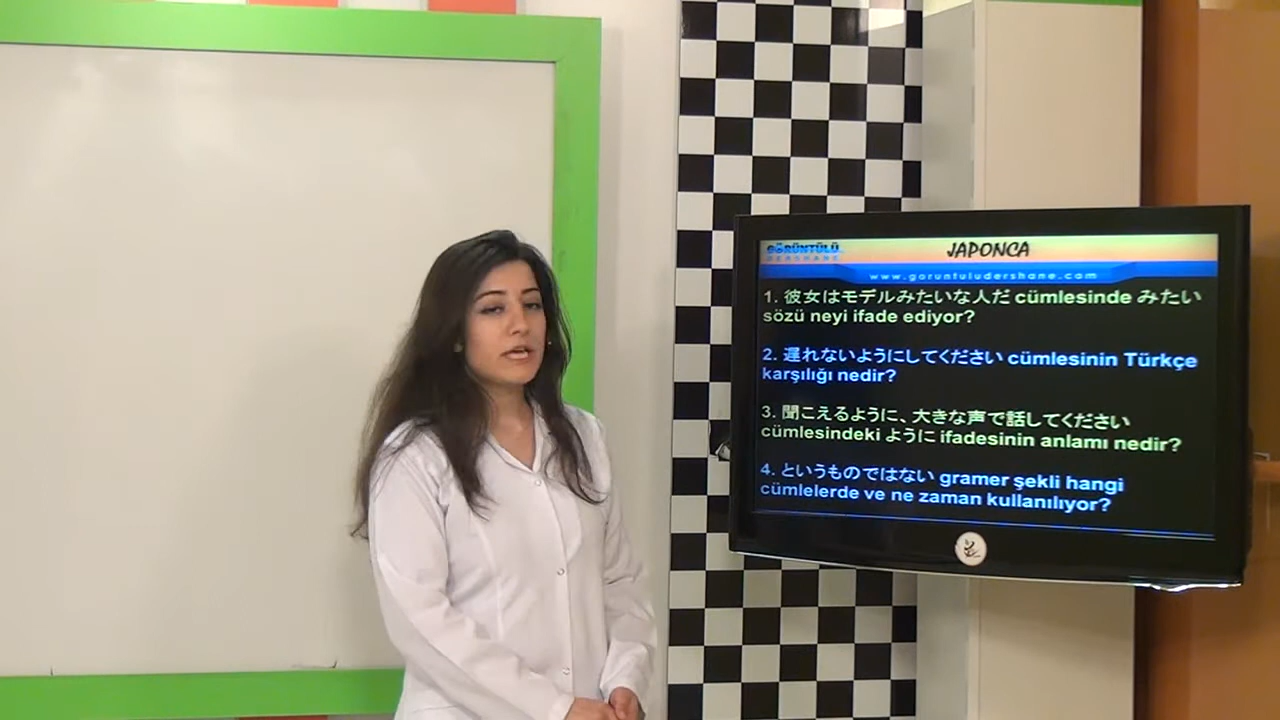 GÖRÜNTÜLÜ
DERSHANE
JAPONCA
www.goruntuludershane.com
1. 彼女はモデルみたいな人だ cümlesinde みたい
sözü neyi ifade ediyor?
2. 遅れないようにしてください cümlesinin Türkçe
karşılığı nedir?
3. 聞こえるように、大きな声で話してください
cümlesindeki ように ifadesinin anlamı nedir?
4. というものではない gramer şekli hangi
cümlelerde ve ne zaman kullanılıyor?